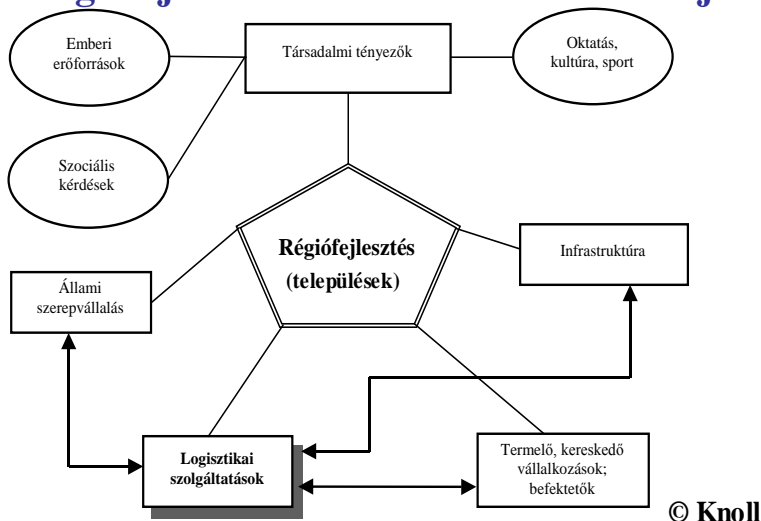 Emberi
erőforrások
Társadalmi tényezők
Oktatás,
kultúra, sport
Szociális
kérdések
Régiófejlesztés
(települések)
Infrastruktúra
Állami
szerepvállalás
Logisztikai
szolgáltatások
Termelő, kereskedő
vállalkozások;
befektetők
© Knoll